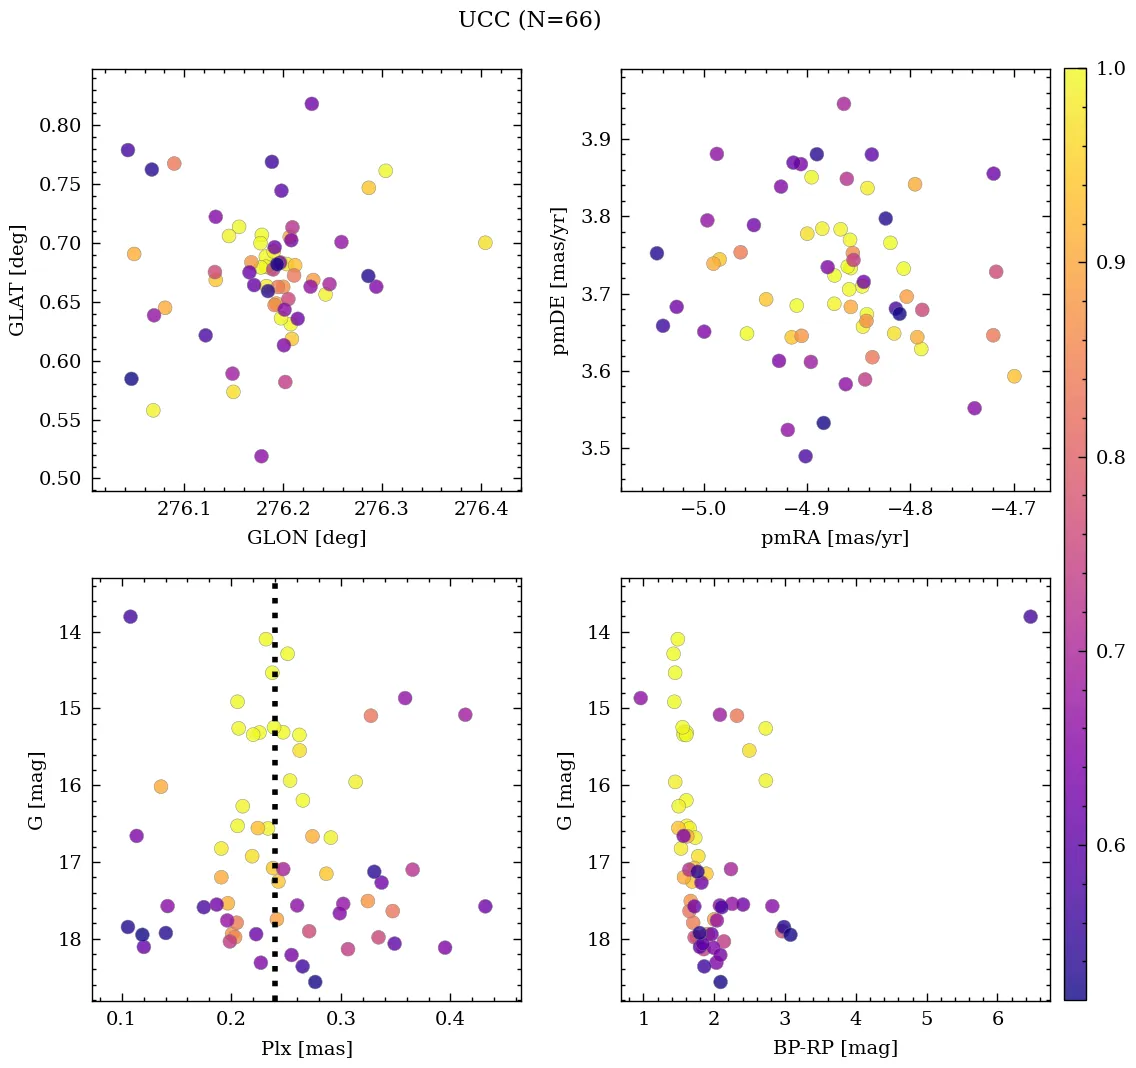 UCC (N=66)
0.80
0.75
0.70
0.65
0.60
0.55
0.50
GLAT [deg]
276.1 276.2 276.3 276.4
GLON [deg]
3.9
3.8
3.7
3.6
3.5
pmDE [mas/yr]
−5.0 −4.9 −4.8 −4.7
pmRA [mas/yr]
1.0
0.9
0.8
0.7
0.6
14
15
16
17
18
G [mag]
0.1 0.2 0.3 0.4
Plx [mas]
14
15
16
17
18
G [mag]
1 2 3 4 5 6
BP-RP [mag]